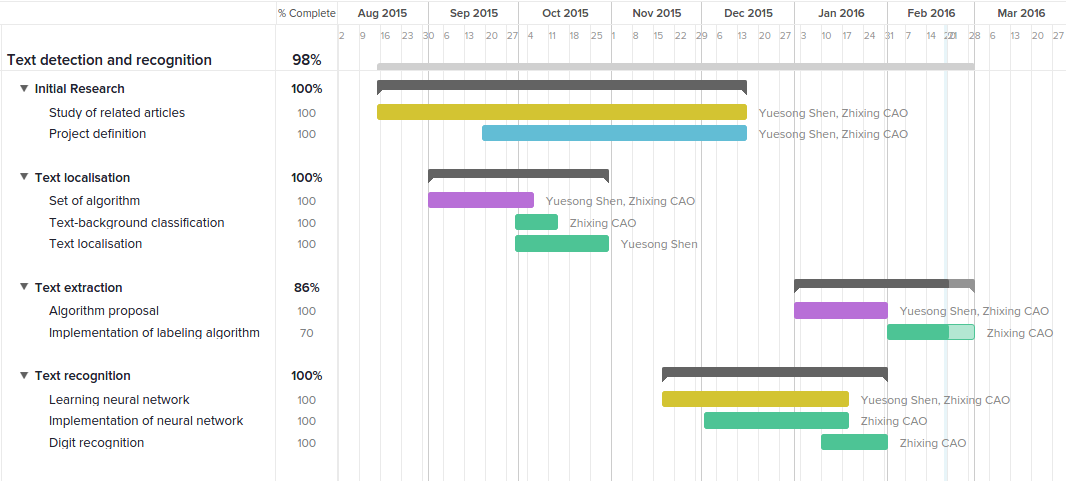 % Complete Aug 2015 Sep 2015 Oct 2015 Nov 2015 Dec 2015 Jan 2016 Feb 2016 Mar 2016
2 9 16 23 30 6 13 20 27 4 11 18 25 1 8 15 22 29 6 13 20 27 3 10 17 24 31 7 14 21 28 6 13 20 27
Text detection and recognition 98%
Initial Research 100%
Study of related articles 100 Yuesong Shen, Zhixing CAO
Project definition 100 Yuesong Shen, Zhixing CAO
Text localisation 100%
Set of algorithm 100 Yuesong Shen, Zhixing CAO
Text-background classification 100 Zhixing CAO
Text localisation 100 Yuesong Shen
Text extraction 86%
Algorithm proposal 100 Yuesong Shen, Zhixing CAO
Implementation of labeling algorithm 70 Zhixing CAO
Text recognition 100%
Learning neural network 100 Yuesong Shen, Zhixing CAO
Implementation of neural network 100 Zhixing CAO
Digit recognition 100 Zhixing CAO